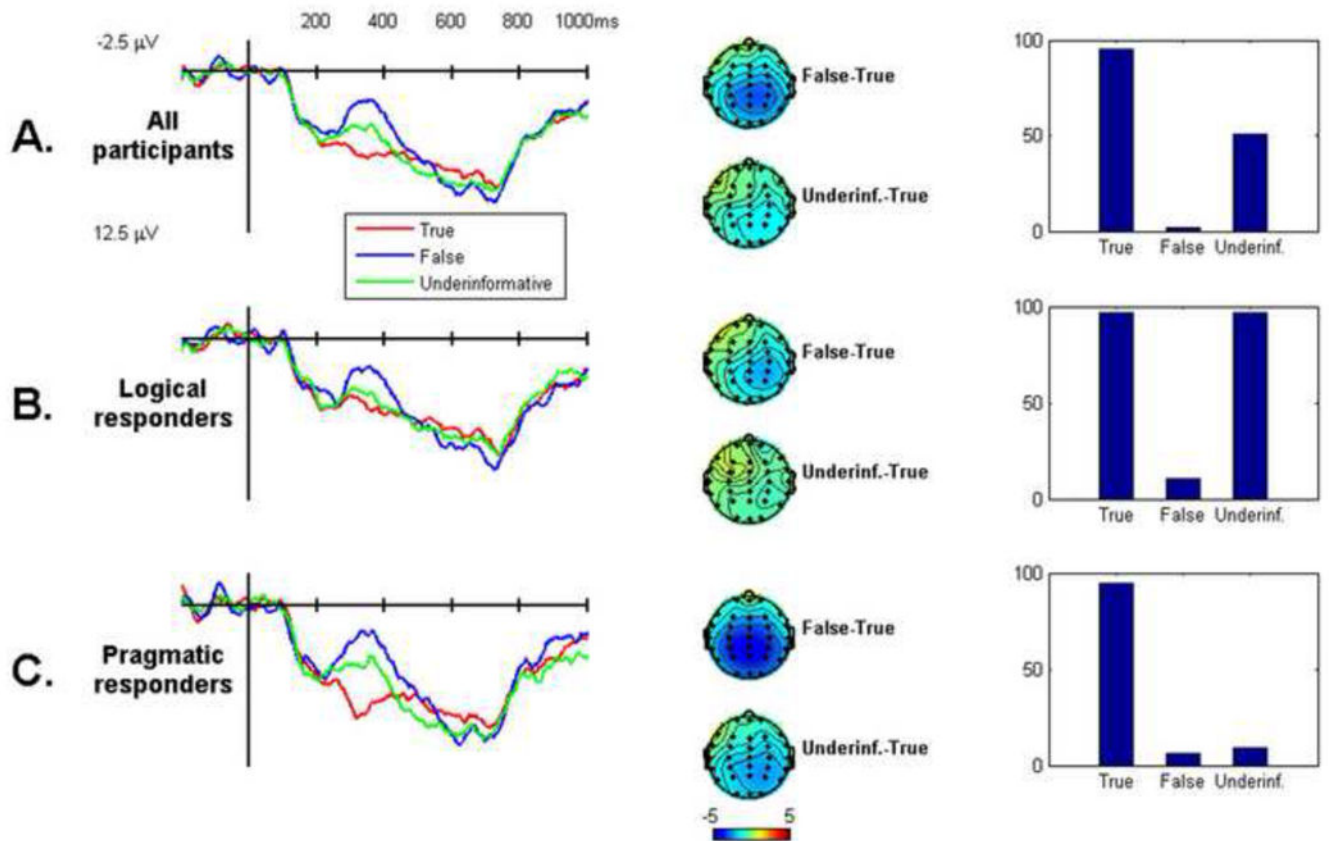 200 400 600 800 1000ms
-2.5 µV
A.
All
participants
12.5 µV
True
False
Underinformative
False-True
Underinf.-True
100
50
0
True False Underinf.
B.
Logical
responders
False-True
Underinf.-True
100
50
0
True False Underinf.
C.
Pragmatic
responders
False-True
Underinf.-True
-5 5
100
50
0
True False Underinf.